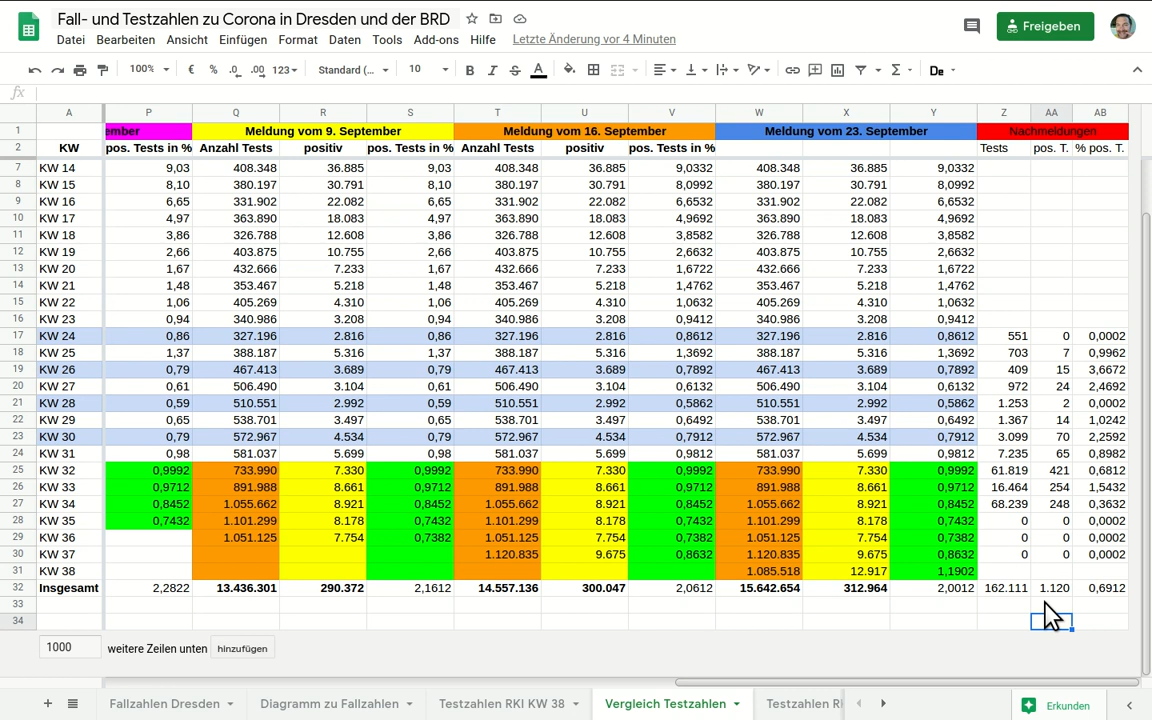 Fall- und Testzahlen zu Corona in Dresden und der BRD
Datei Bearbeiten Ansicht Einfügen Format Daten Tools Add-ons Hilfe Letzte Änderung vor 4 Minuten
Freigeben
100% € % .0 .00 123 Standard (... 10 B I S A Σ De
fx
A P Q R S T U V W X Y Z AA AB
1 ember Meldung vom 9. September Meldung vom 16. September Meldung vom 23. September Nachmeldungen
2 KW pos. Tests in % Anzahl Tests positiv pos. Tests in % Anzahl Tests positiv pos. Tests in % Tests pos. T. % pos. T.
7 KW 14 9,03 408.348 36.885 9,03 408.348 36.885 9,0332 408.348 36.885 9,0332
8 KW 15 8,10 380.197 30.791 8,10 380.197 30.791 8,0992 380.197 30.791 8,0992
9 KW 16 6,65 331.902 22.082 6,65 331.902 22.082 6,6532 331.902 22.082 6,6532
10 KW 17 4,97 363.890 18.083 4,97 363.890 18.083 4,9692 363.890 18.083 4,9692
11 KW 18 3,86 326.788 12.608 3,86 326.788 12.608 3,8582 326.788 12.608 3,8582
12 KW 19 2,66 403.875 10.755 2,66 403.875 10.755 2,6632 403.875 10.755 2,6632
13 KW 20 1,67 432.666 7.233 1,67 432.666 7.233 1,6722 432.666 7.233 1,6722
14 KW 21 1,48 353.467 5.218 1,48 353.467 5.218 1,4762 353.467 5.218 1,4762
15 KW 22 1,06 405.269 4.310 1,06 405.269 4.310 1,0632 405.269 4.310 1,0632
16 KW 23 0,94 340.986 3.208 0,94 340.986 3.208 0,9412 340.986 3.208 0,9412
17 KW 24 0,86 327.196 2.816 0,86 327.196 2.816 0,8612 327.196 2.816 0,8612 551 0 0,0002
18 KW 25 1,37 388.187 5.316 1,37 388.187 5.316 1,3692 388.187 5.316 1,3692 703 7 0,9962
19 KW 26 0,79 467.413 3.689 0,79 467.413 3.689 0,7892 467.413 3.689 0,7892 409 15 3,6672
20 KW 27 0,61 506.490 3.104 0,61 506.490 3.104 0,6132 506.490 3.104 0,6132 972 24 2,4692
21 KW 28 0,59 510.551 2.992 0,59 510.551 2.992 0,5862 510.551 2.992 0,5862 1.253 2 0,0002
22 KW 29 0,65 538.701 3.497 0,65 538.701 3.497 0,6492 538.701 3.497 0,6492 1.367 14 1,0242
23 KW 30 0,79 572.967 4.534 0,79 572.967 4.534 0,7912 572.967 4.534 0,7912 3.099 70 2,2592
24 KW 31 0,98 581.037 5.699 0,98 581.037 5.699 0,9812 581.037 5.699 0,9812 7.235 65 0,8982
25 KW 32 0,9992 733.990 7.330 0,9992 733.990 7.330 0,9992 733.990 7.330 0,9992 61.819 421 0,6812
26 KW 33 0,9712 891.988 8.661 0,9712 891.988 8.661 0,9712 891.988 8.661 0,9712 16.464 254 1,5432
27 KW 34 0,8452 1.055.662 8.921 0,8452 1.055.662 8.921 0,8452 1.055.662 8.921 0,8452 68.239 248 0,3632
28 KW 35 0,7432 1.101.299 8.178 0,7432 1.101.299 8.178 0,7432 1.101.299 8.178 0,7432 0 0 0,0002
29 KW 36 1.051.125 7.754 0,7382 1.051.125 7.754 0,7382 1.051.125 7.754 0,7382 0 0 0,0002
30 KW 37 1.120.835 9.675 0,8632 1.120.835 9.675 0,8632 0 0 0,0002
31 KW 38 1.085.518 12.917 1,1902
32 Insgesamt 2,2822 13.436.301 290.372 2,1612 14.557.136 300.047 2,0612 15.642.654 312.964 2,0012 162.111 1.120 0,6912
33
34
1000 weitere Zeilen unten hinzufügen
+ Fallzahlen Dresden Diagramm zu Fallzahlen Testzahlen RKI KW 38 Vergleich Testzahlen Testzahlen RI Erkunden